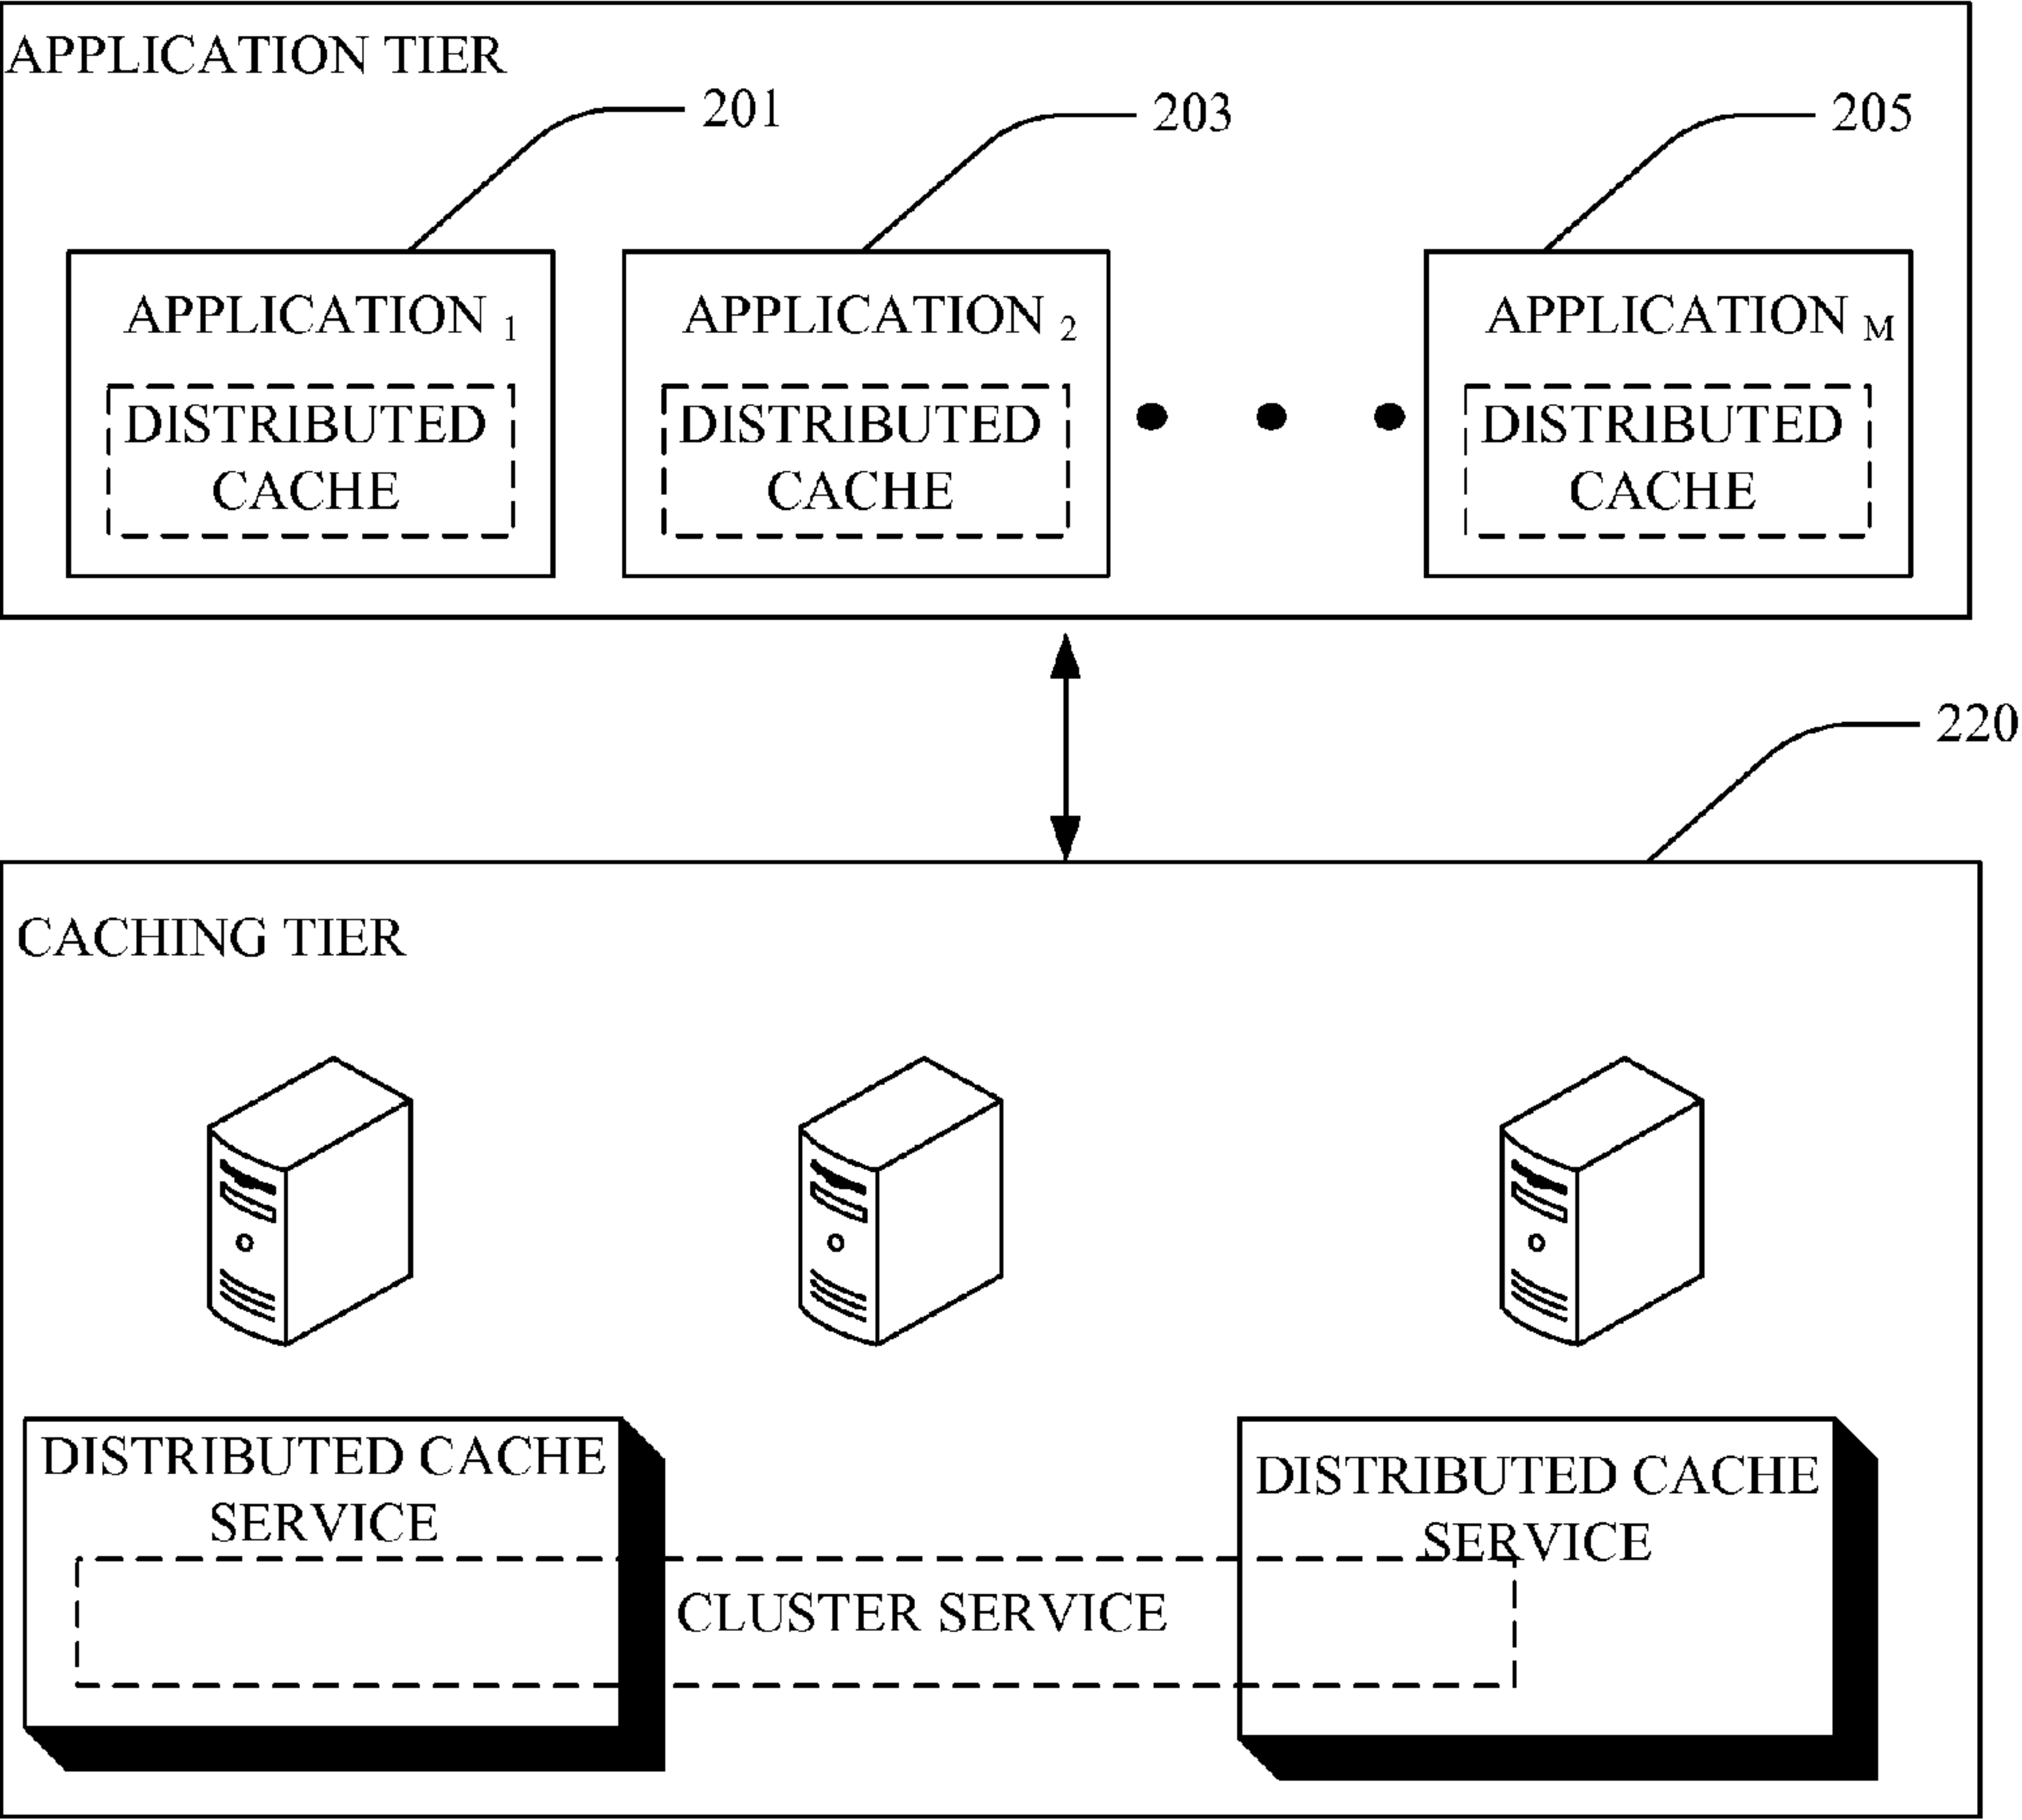 APPLICATION TIER
201
203
205
APPLICATION 1
APPLICATION 2
APPLICATION M
DISTRIBUTED
CACHE
DISTRIBUTED
CACHE
DISTRIBUTED
CACHE
220
CACHING TIER
DISTRIBUTED CACHE
SERVICE
DISTRIBUTED CACHE
SERVICE
CLUSTER SERVICE